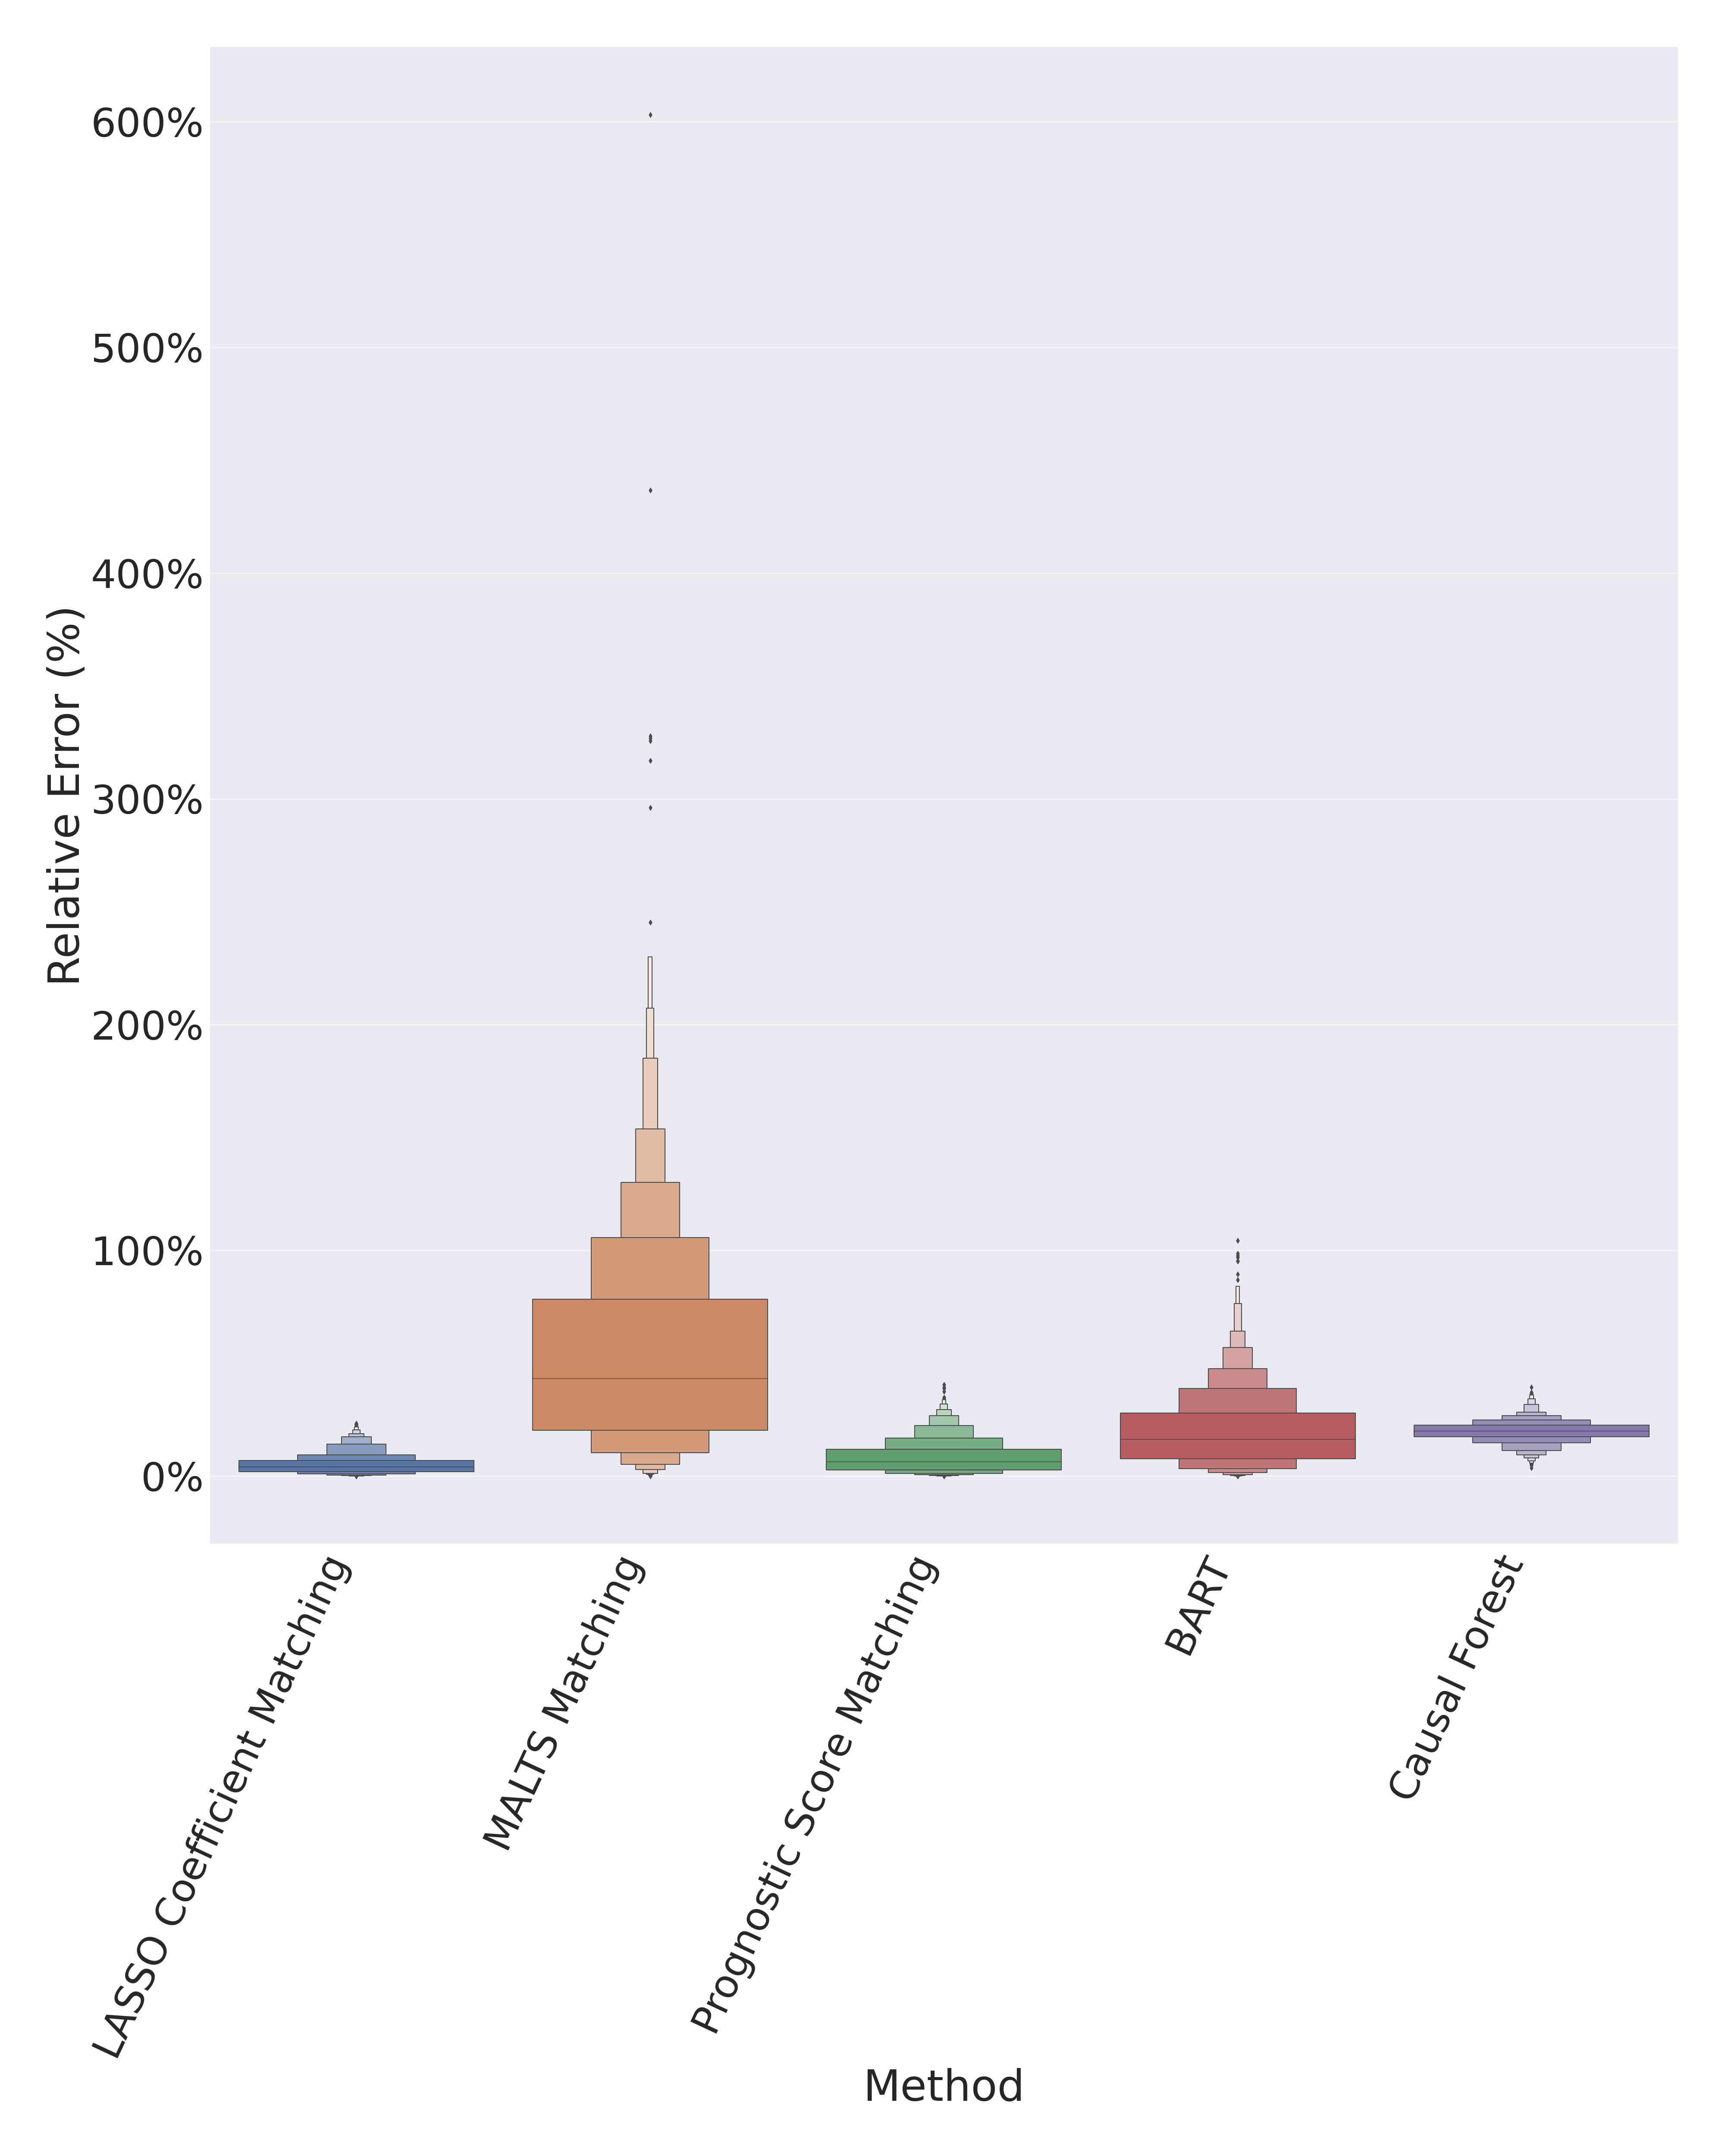 600%
500%
400%
300%
200%
100%
0%
Relative Error (%)
LASSO Coefficient Matching
MALTS Matching
Prognostic Score Matching
BART
Causal Forest
Method